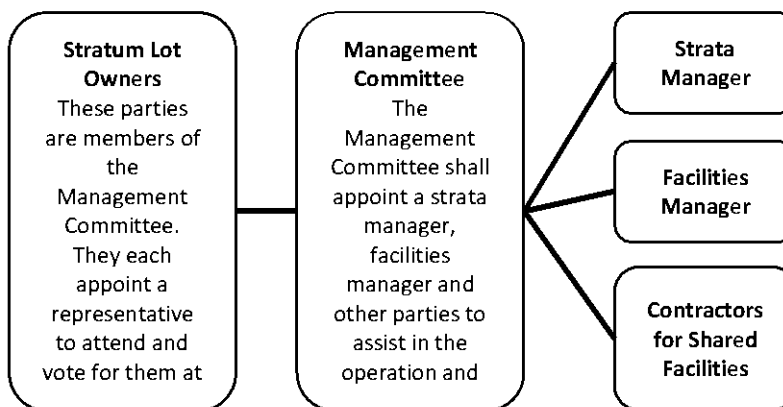 Stratum Lot
Owners
These parties
are members of
the
Management
Committee.
They each
appoint a
representative
to attend and
vote for them at
Management
Committee
The
Management
Committee shall
appoint a strata
manager,
facilities
manager and
other parties to
assist in the
operation and
Strata
Manager
Facilities
Manager
Contractors
for Shared
Facilities